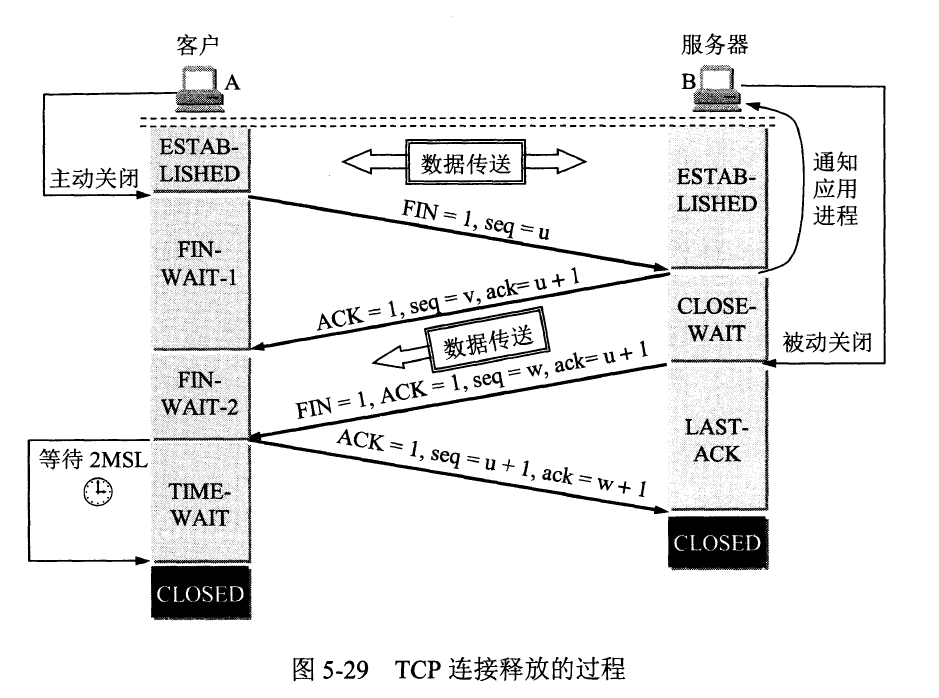 客户
服务器
A
B
ESTAB-
LISHED
数据传送
ESTAB-
LISHED
通知
应用
进程
主动关闭
FIN = 1, seq = u
FIN-
WAIT-1
ACK = 1, seq = v, ack= u + 1
CLOSE-
WAIT
数据传送
被动关闭
FIN-
WAIT-2
FIN = 1, ACK = 1, seq = w, ack= u + 1
LAST-
ACK
ACK = 1, seq = u + 1, ack = w + 1
等待 2MSL
TIME-
WAIT
CLOSED
CLOSED
图 5-29 TCP 连接释放的过程